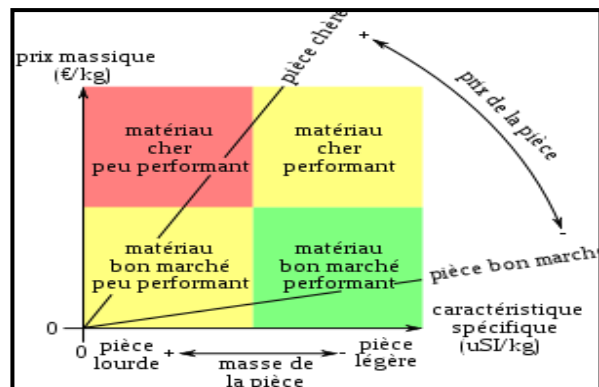 prix massique
(€/kg)
pièce chère
+
prix de la pièce
-
matériau
cher
peu performant
matériau
cher
performant
matériau
bon marché
peu performant
matériau
bon marché
performant
pièce bon marché
0
0
pièce
lourde
+
masse de
la pièce
-
pièce
légère
caractéristique
spécifique
(uSI/kg)